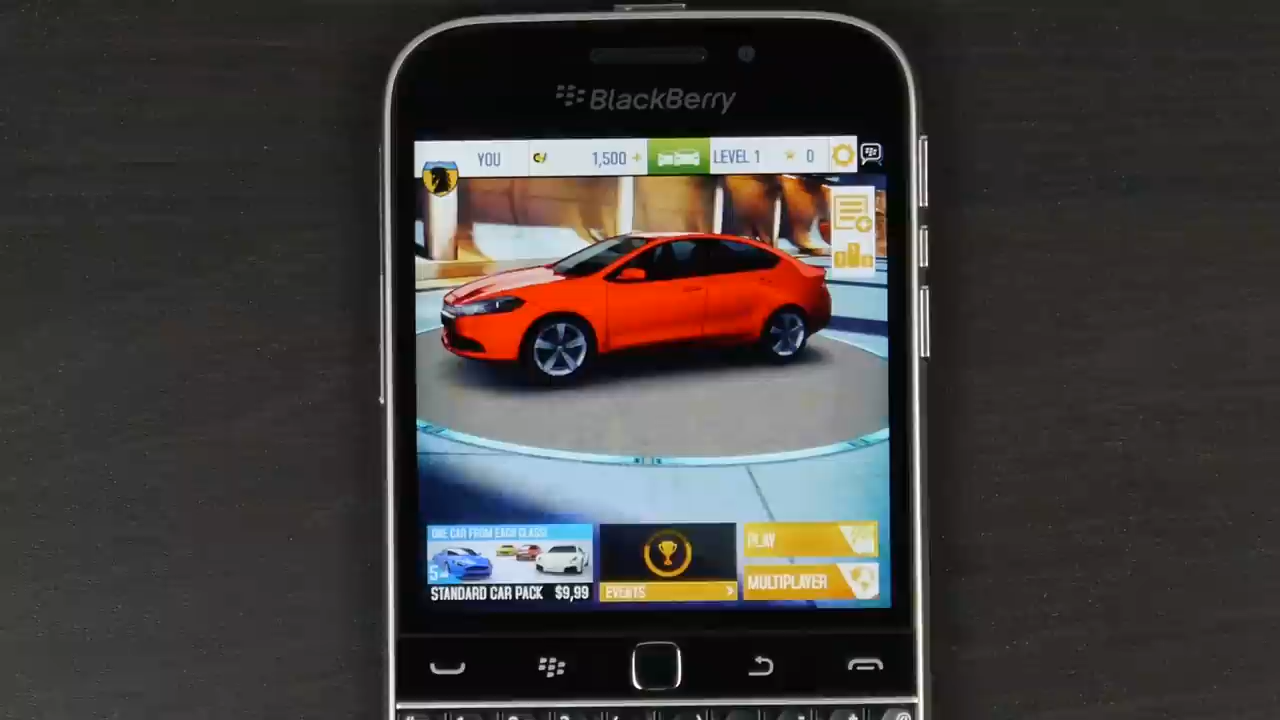 BlackBerry
YOU
1,500 +
LEVEL 1
0
ONE CAR FROM EACH CLASS!
5
STANDARD CAR PACK $9,99
EVENTS
PLAY
MULTIPLAYER